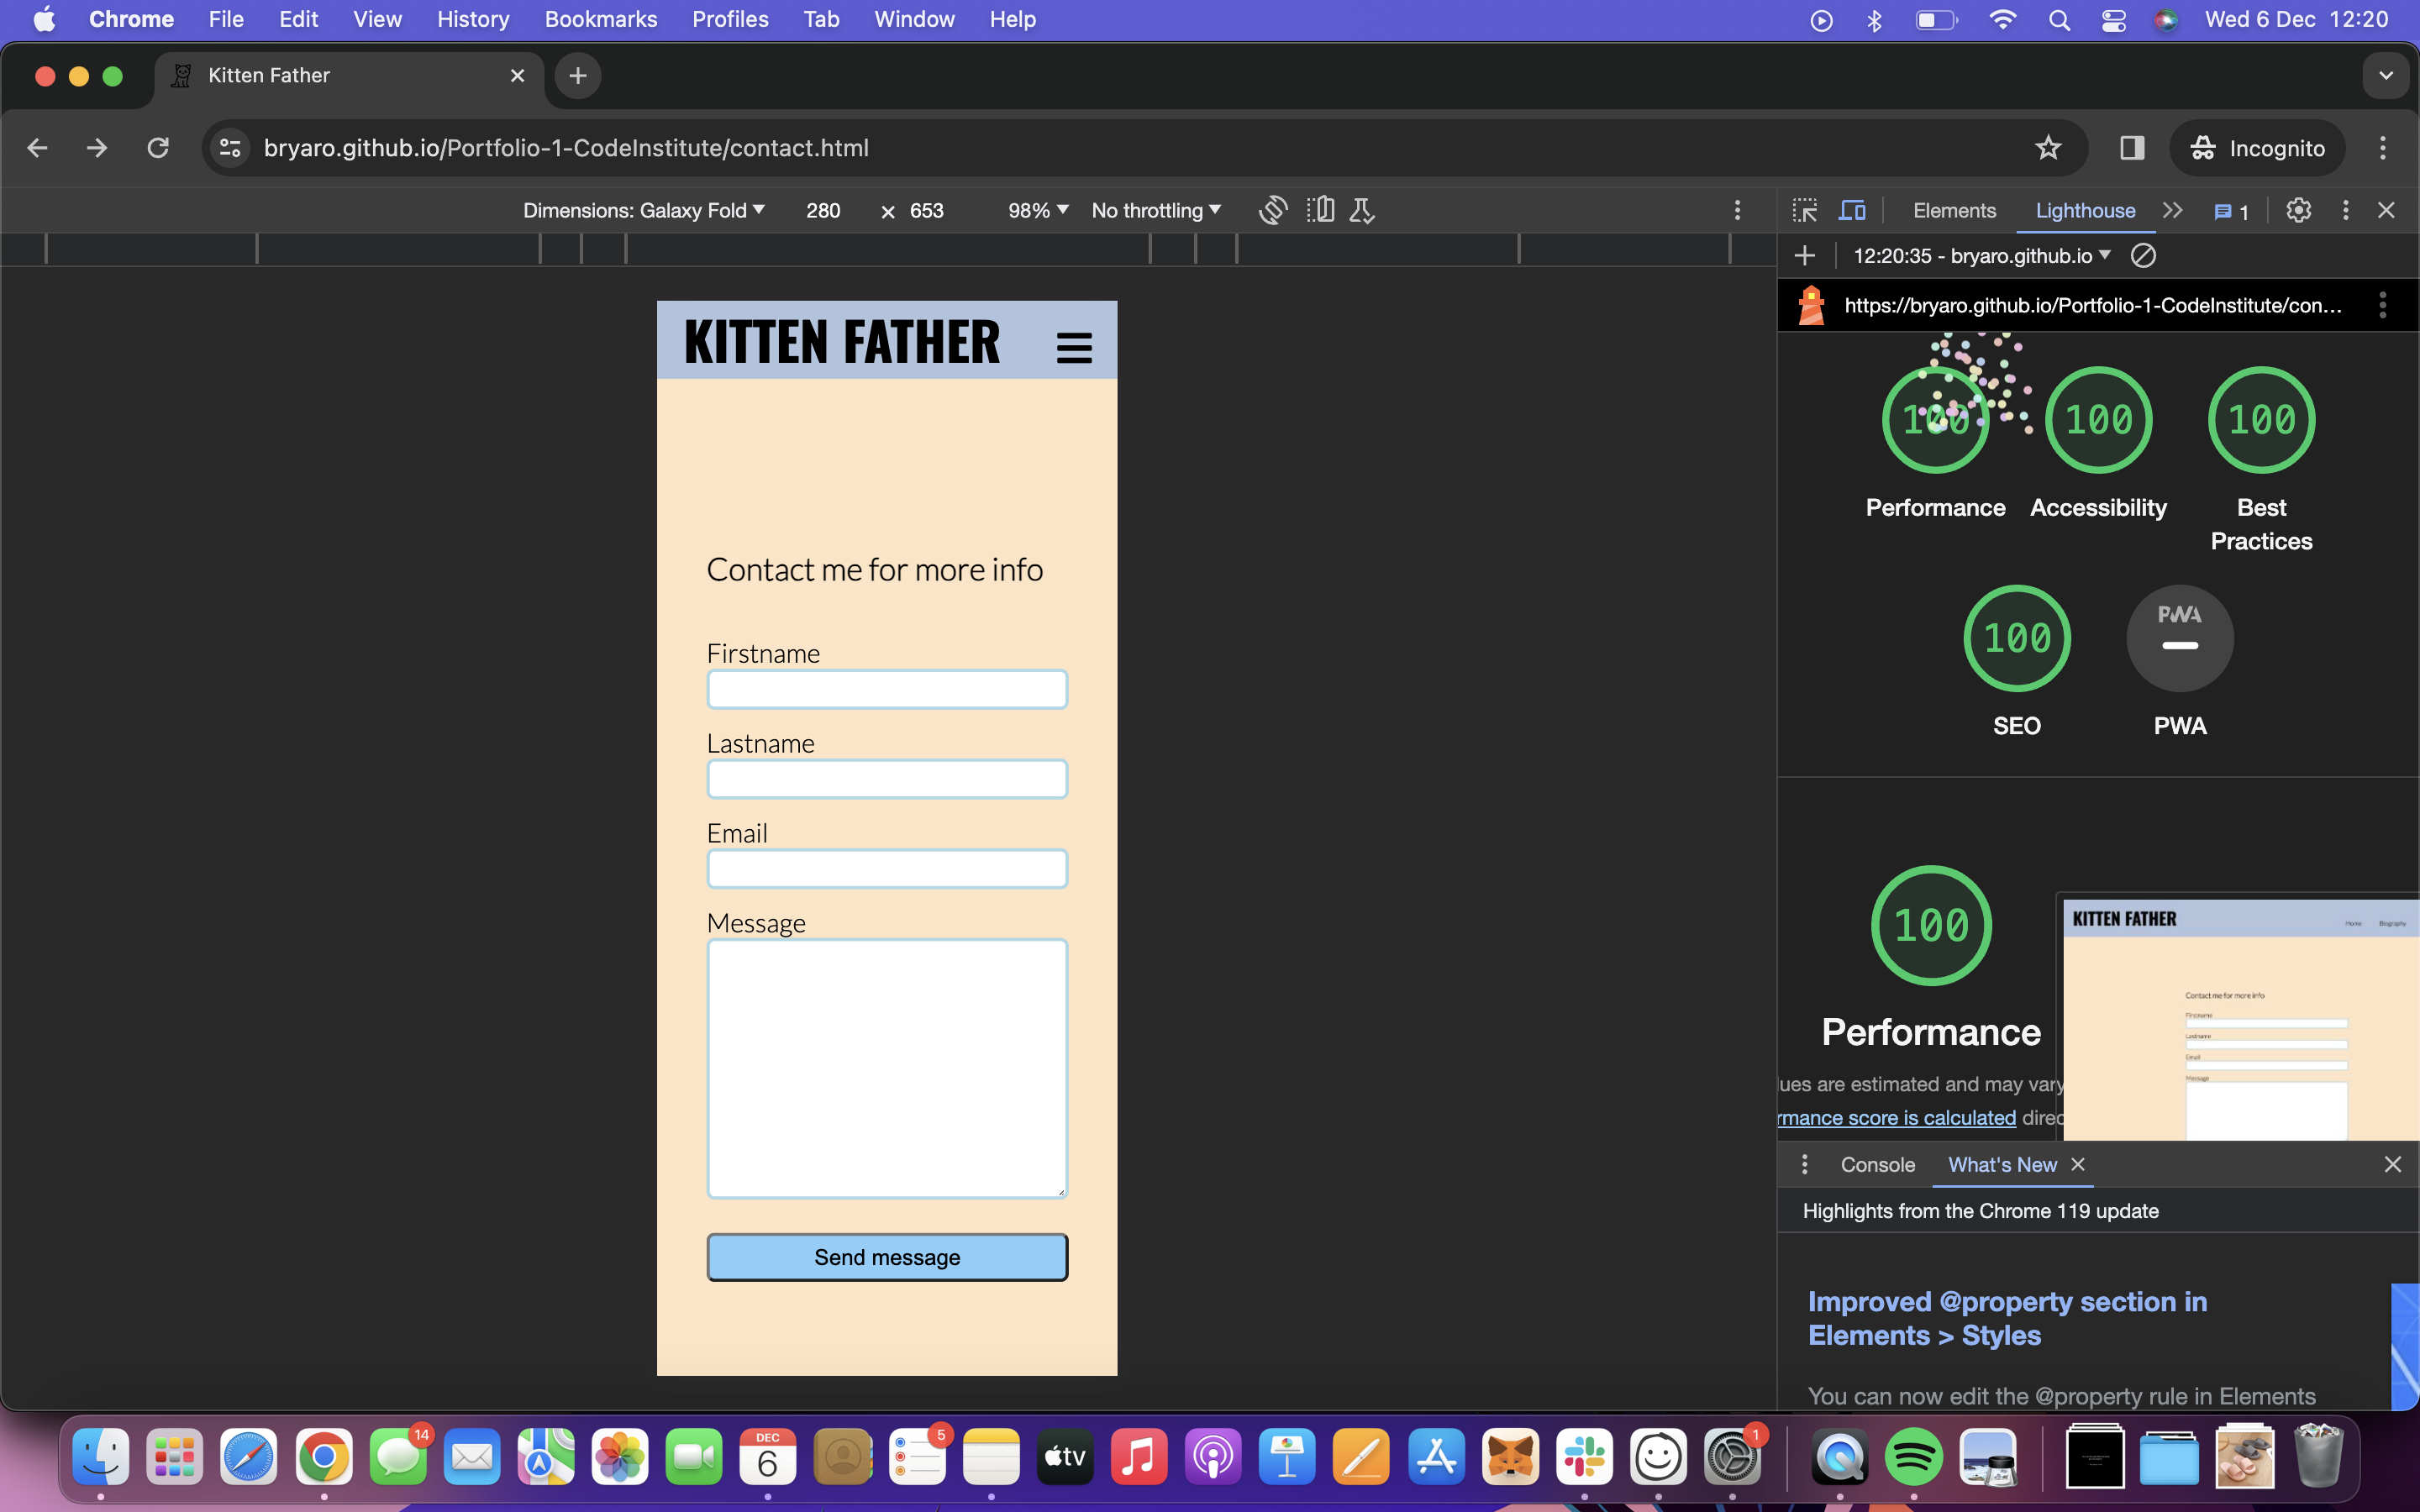 Chrome File Edit View History Bookmarks Profiles Tab Window Help Wed 6 Dec 12:20
Kitten Father
bryaro.github.io/Portfolio-1-CodeInstitute/contact.html Incognito
Dimensions: Galaxy Fold 280 × 653 98% No throttling
KITTEN FATHER
Contact me for more info
Firstname
Lastname
Email
Message
Send message
Elements Lighthouse 1
12:20:35 - bryaro.github.io
https://bryaro.github.io/Portfolio-1-CodeInstitute/con...
100 100 100
Performance Accessibility Best
Practices
100 PWA
SEO PWA
100
Performance
lues are estimated and may vary
rmance score is calculated direc
KITTEN FATHER Home Biography
Contact me for more info
Firstname
Lastname
Email
Message
Console What's New
Highlights from the Chrome 119 update
Improved @property section in
Elements > Styles
You can now edit the @property rule in Elements
14 DEC 6 5 tv 1